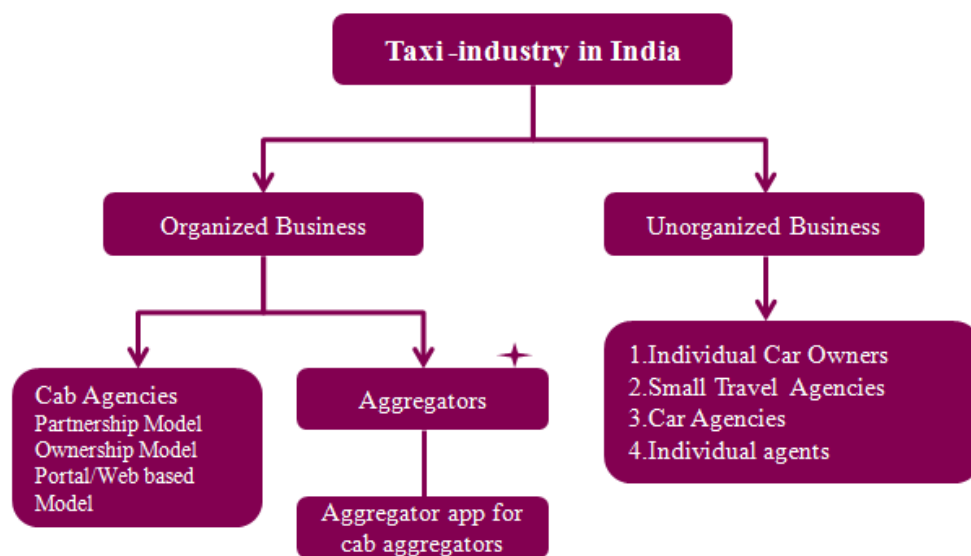 Taxi-industry in India
Organized Business
Unorganized Business
Cab Agencies
Partnership Model
Ownership Model
Portal/Web based
Model
Aggregators
Aggregator app for
cab aggregators
1.Individual Car Owners
2.Small Travel Agencies
3.Car Agencies
4.Individual agents